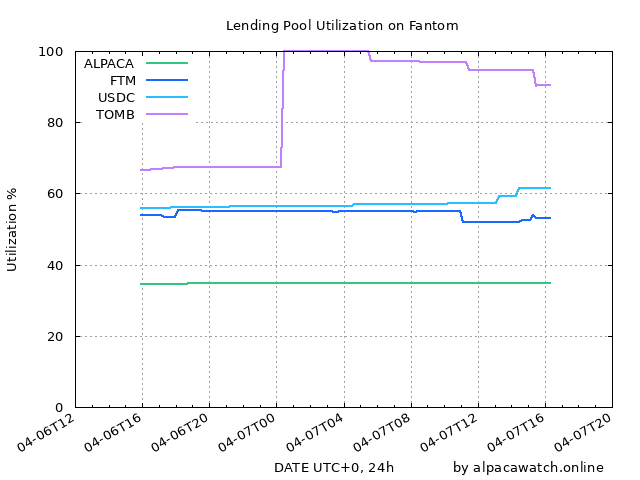 Lending Pool Utilization on Fantom
ALPACA
FTM
USDC
TOMB
Utilization %
100
80
60
40
20
0
04-06T12
04-06T16
04-06T20
04-07T00
04-07T04
04-07T08
04-07T12
04-07T16
04-07T20
DATE UTC+0, 24h
by alpacawatch.online